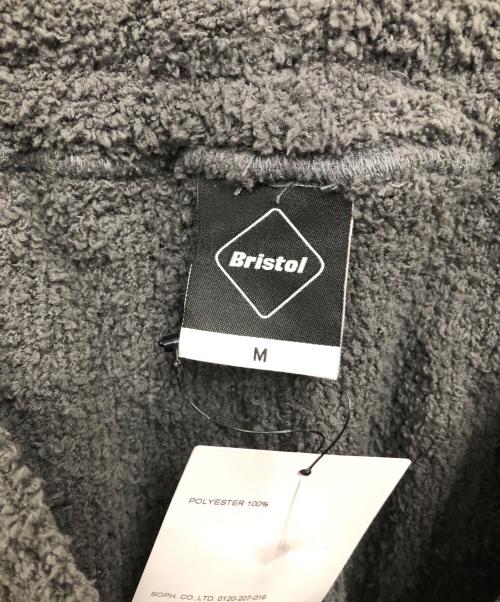 Bristol
M
POLYESTER 100%
SOPH. CO.,LTD. 0120-207-019